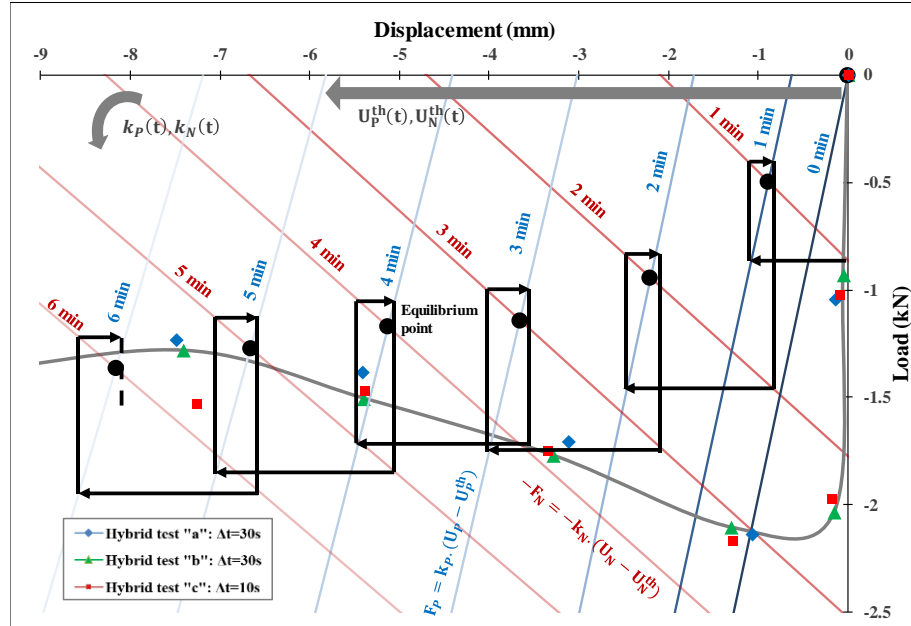 Displacement (mm)
-9 -8 -7 -6 -5 -4 -3 -2 -1 0
0
-0.5
-1
-1.5
-2
-2.5
Load (kN)
k_P(t), k_N(t)
U_P^th(t), U_N^th(t)
1 min
2 min
3 min
4 min
5 min
6 min
0 min
1 min
2 min
3 min
4 min
5 min
6 min
Equilibrium
point
F_P = k_P. (U_P − U_P^th)
−F_N = −k_N. (U_N − U_N^th)
Hybrid test "a": Δt=30s
Hybrid test "b": Δt=30s
Hybrid test "c": Δt=10s